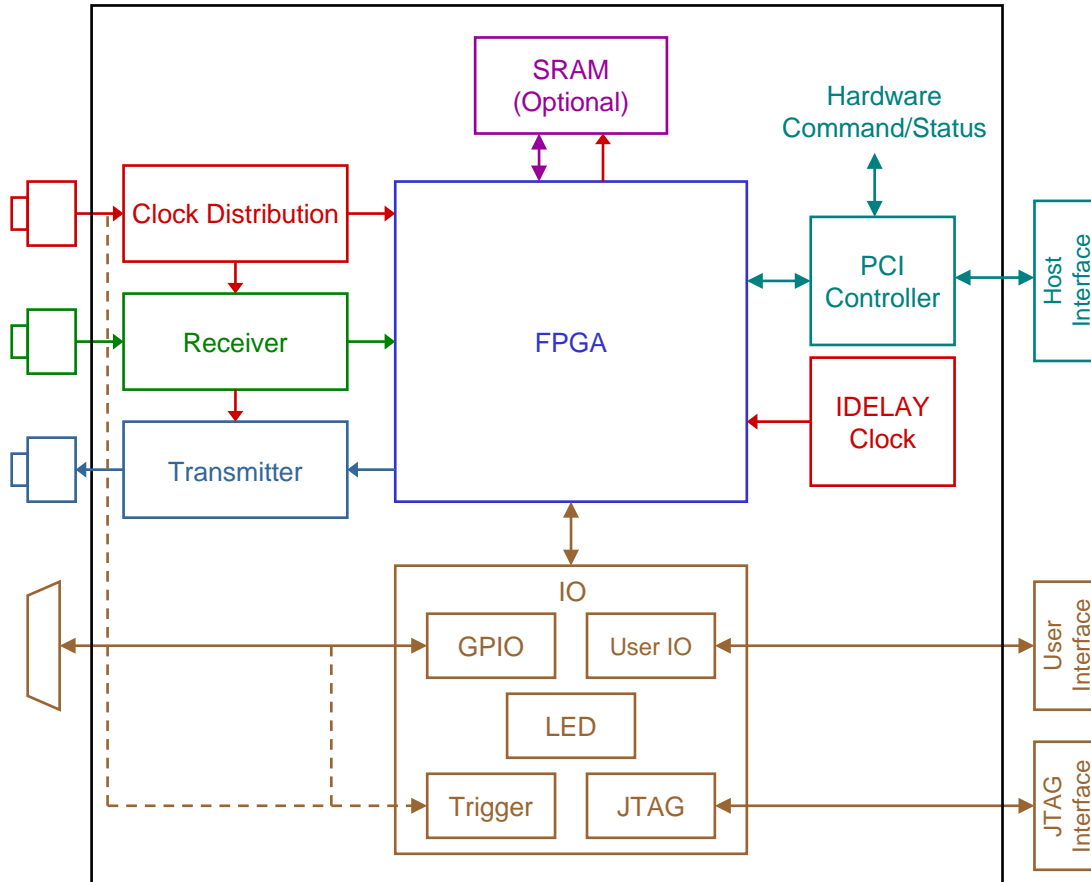 SRAM
(Optional)
Hardware
Command/Status
Clock Distribution
PCI
Controller
Host
Interface
Receiver
FPGA
IDELAY
Clock
Transmitter
IO
GPIO
User IO
User
Interface
LED
Trigger
JTAG
JTAG
Interface